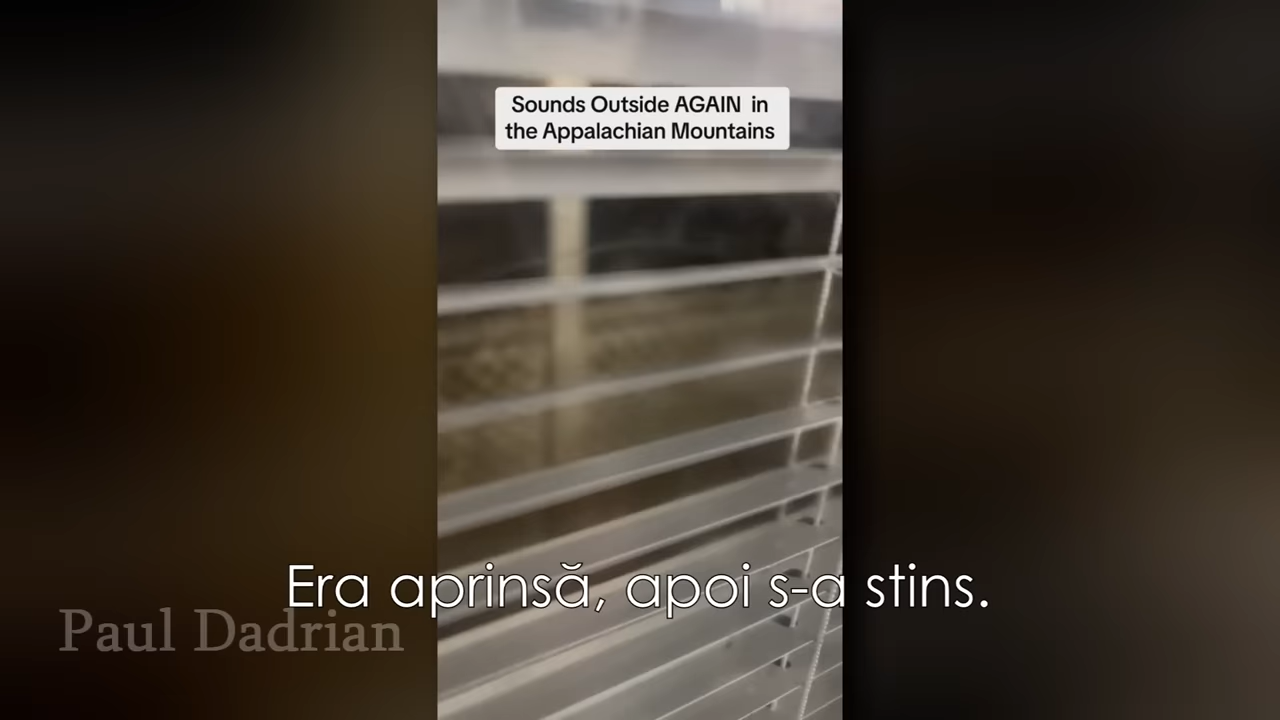 Sounds Outside AGAIN in
the Appalachian Mountains
Era aprinsă, apoi s-a stins.
Paul Dadrian